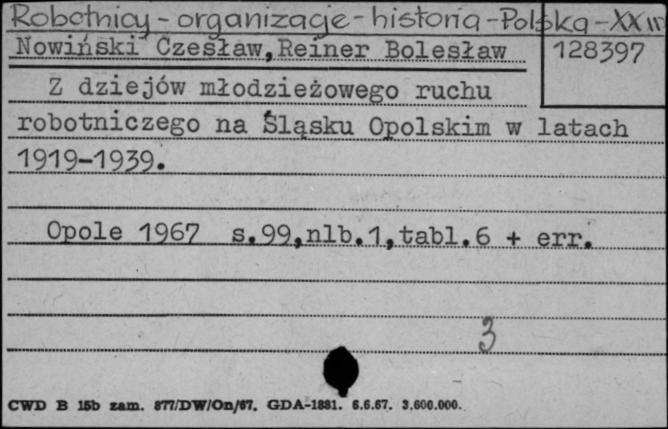 Robotnicy - organizacje - historia - Polska - XX w
Nowiński Czesław,Reiner Bolesław
128397
Z dziejów młodzieżowego ruchu
robotniczego na Śląsku Opolskim w latach
1919-1939.
Opole 1967 s.99,nlb.1,tabl.6 + err.
3
CWD B 15b zam. 877/DW/On/67. GDA-1881. 6.6.67. 3,600.000.